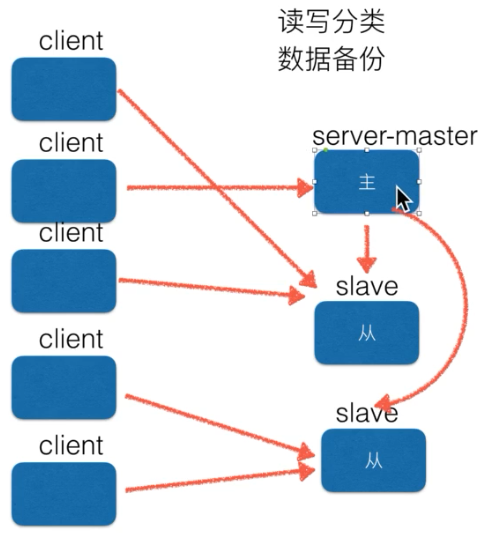 读写分类
数据备份
client
client
server-master
主
client
slave
从
client
slave
从
client